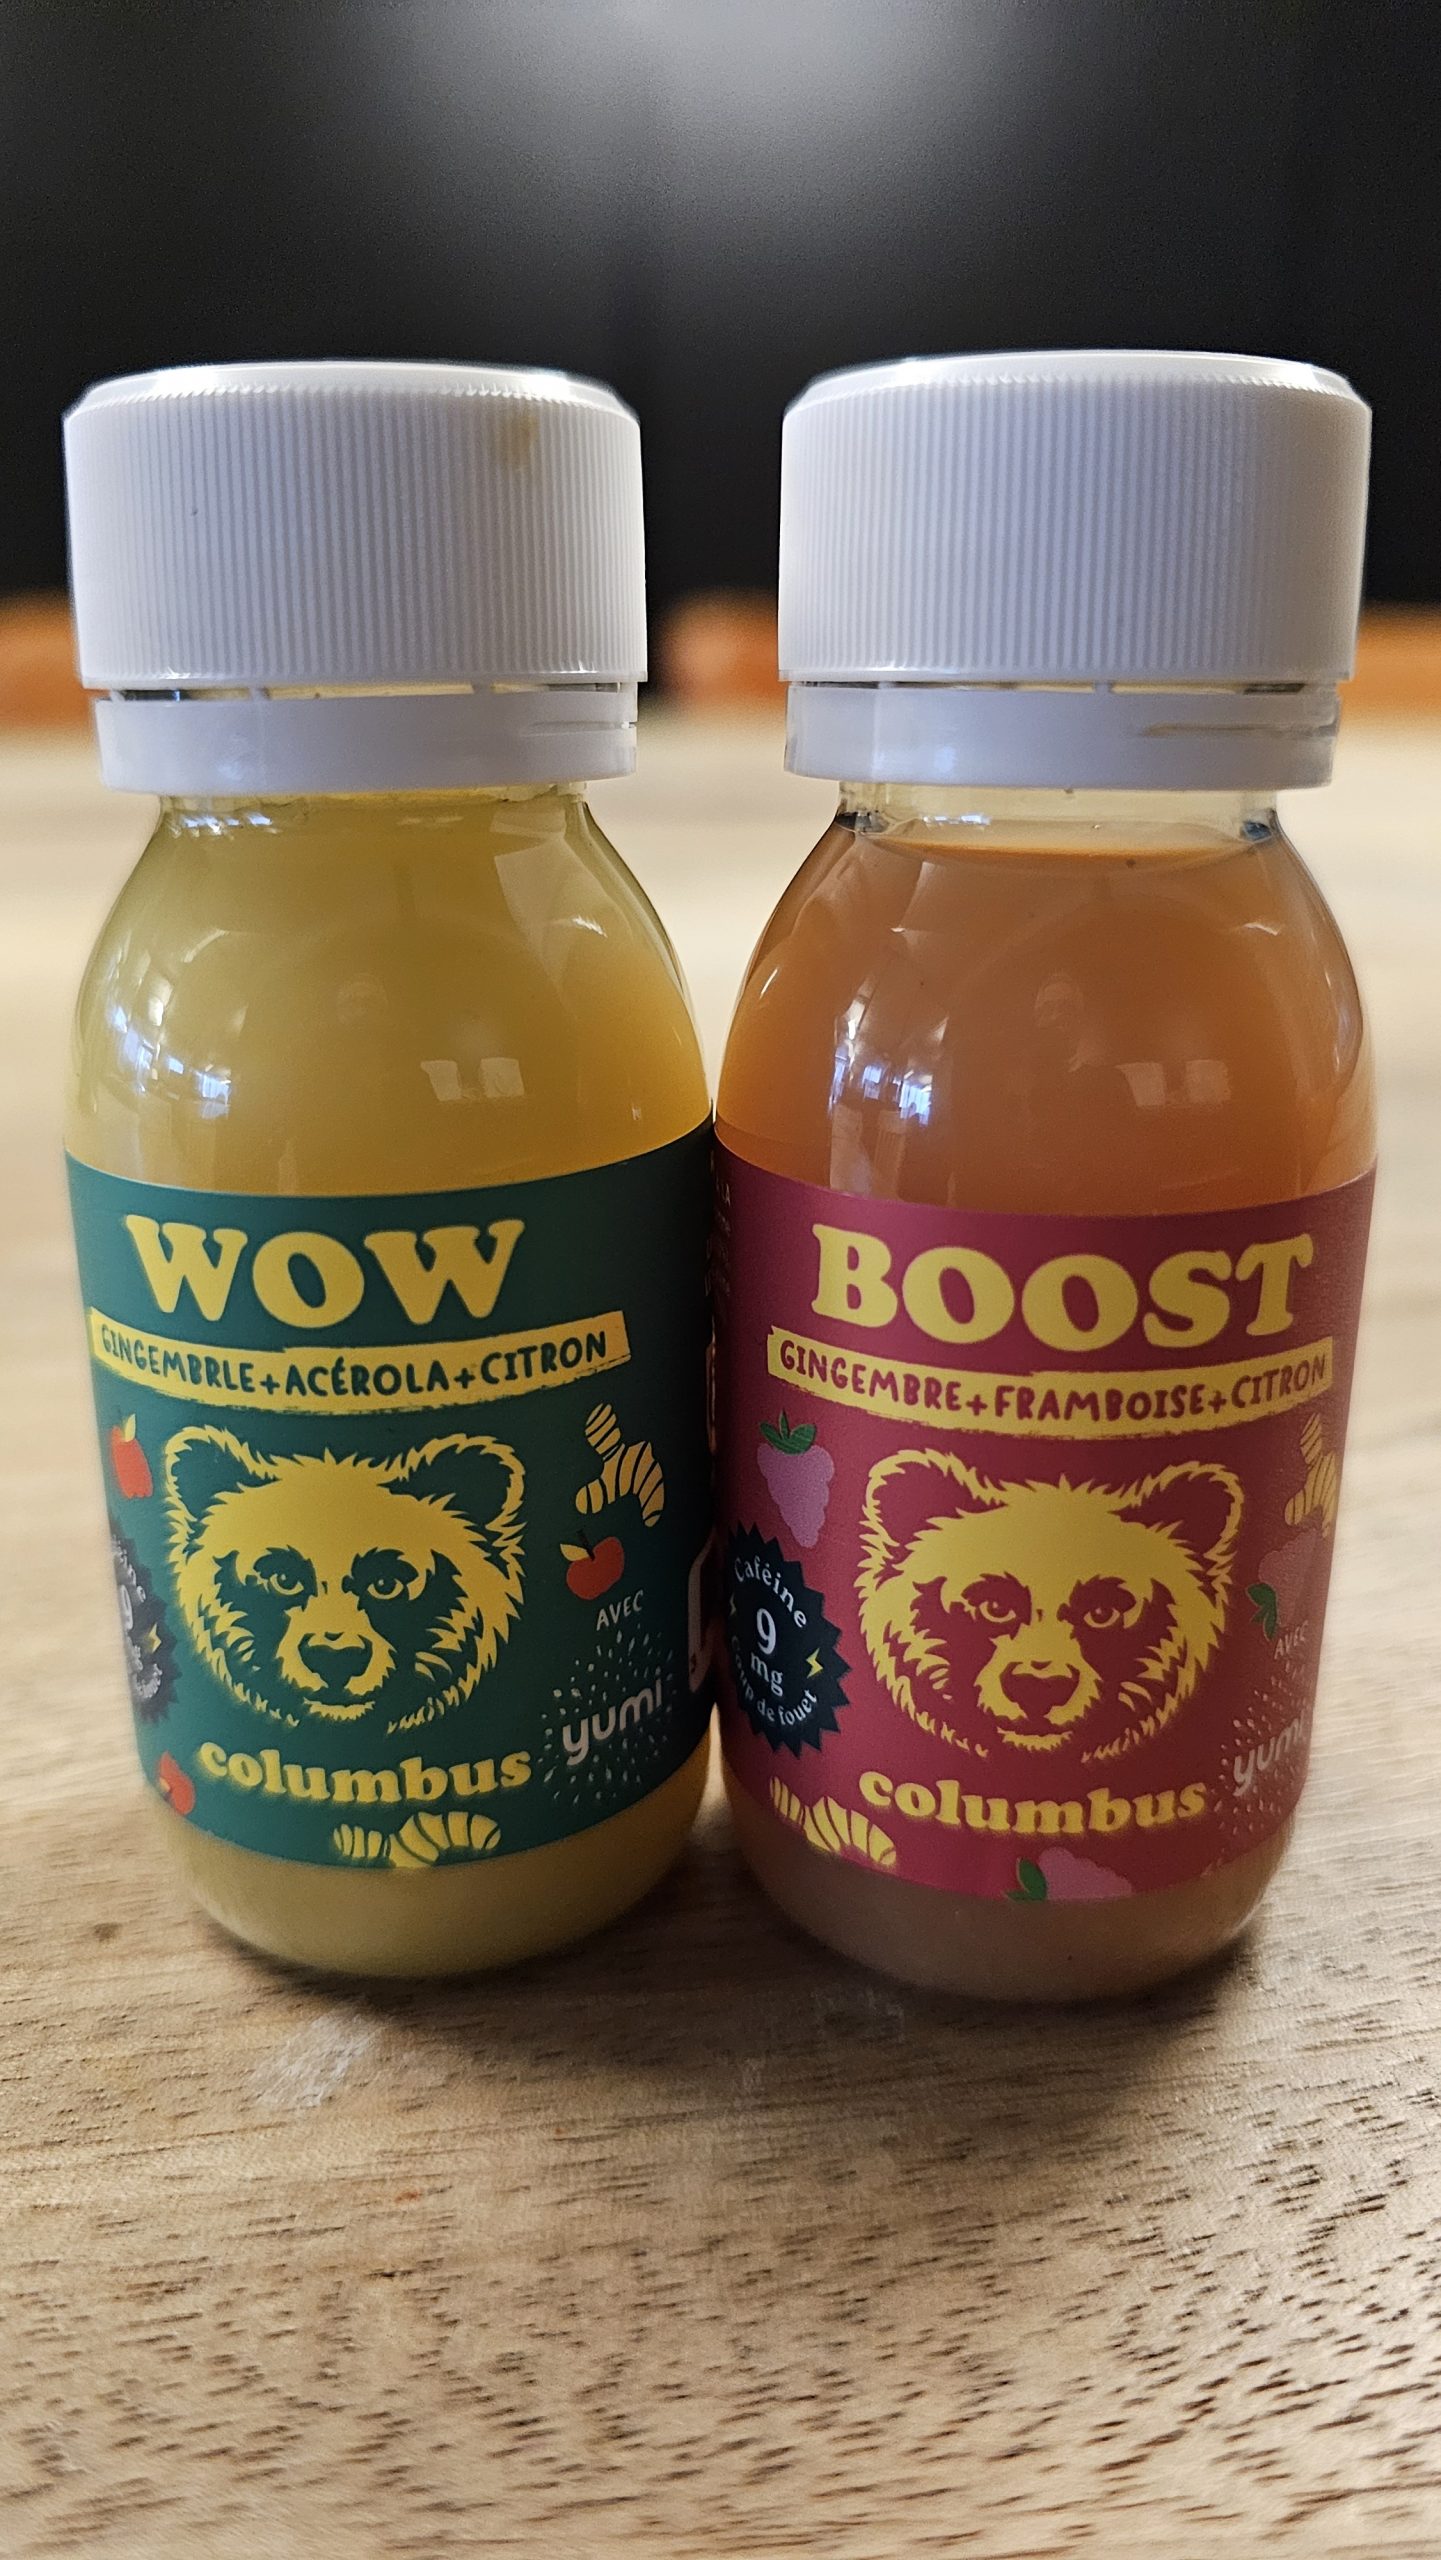 WOW
GINGEMBRLE+ACÉROLA+CITRON
AVEC
yumi
columbus
BOOST
GINGEMBRE+FRAMBOISE+CITRON
Caféine
9
mg
Coup de fouet
AVEC
yumi
columbus